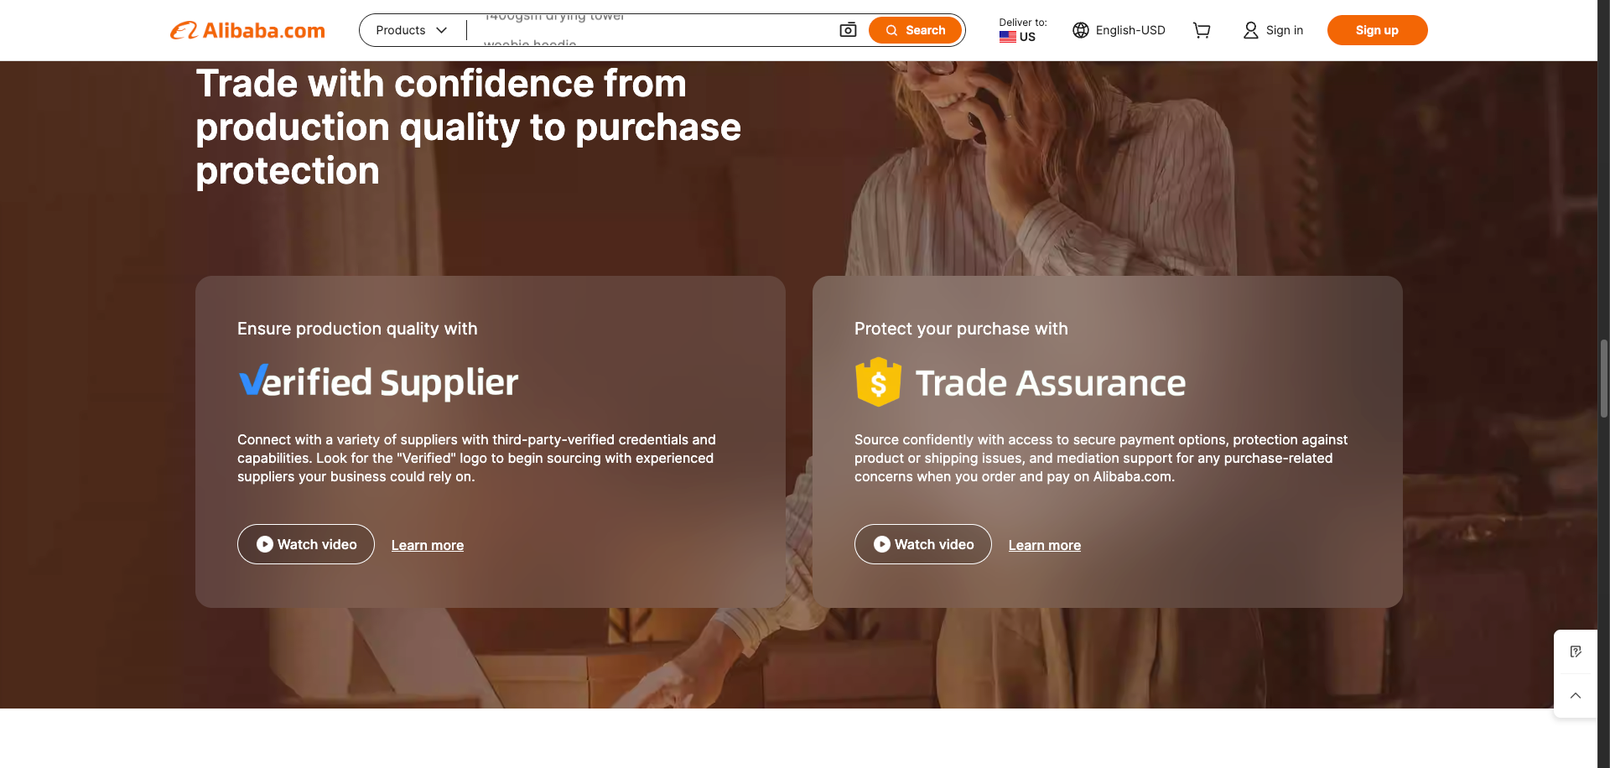 Alibaba.com
Products
1400gsm drying towel
Search
Deliver to:
US
English-USD
Sign in
Sign up
Trade with confidence from
production quality to purchase
protection
Ensure production quality with
Verified Supplier
Connect with a variety of suppliers with third-party-verified credentials and
capabilities. Look for the "Verified" logo to begin sourcing with experienced
suppliers your business could rely on.
Watch video
Learn more
Protect your purchase with
$ Trade Assurance
Source confidently with access to secure payment options, protection against
product or shipping issues, and mediation support for any purchase-related
concerns when you order and pay on Alibaba.com.
Watch video
Learn more